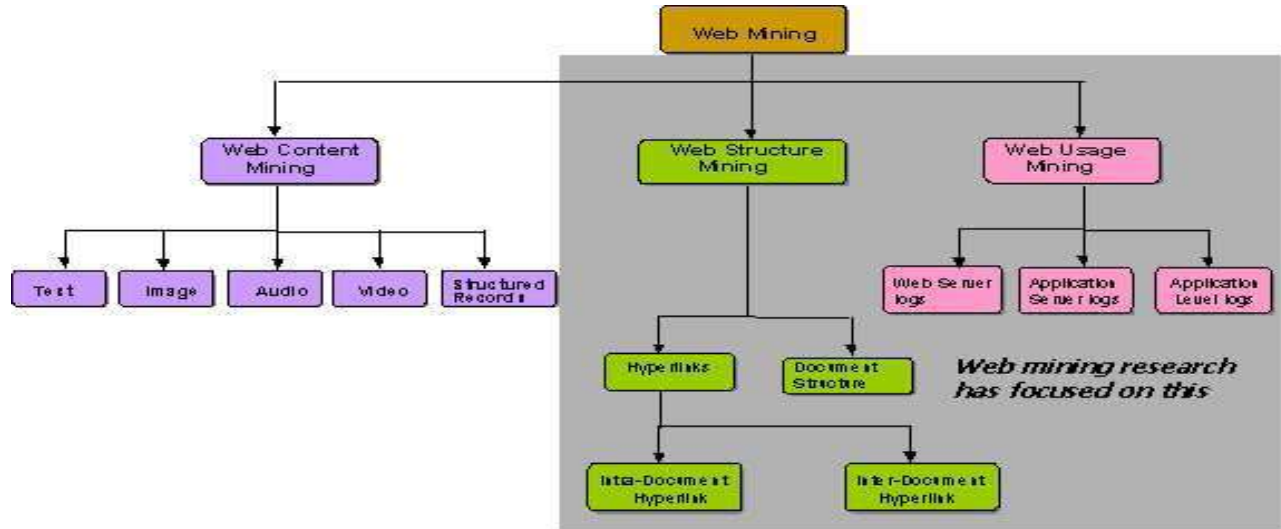 Web Mining
Web Content
Mining
Web Structure
Mining
Web Usage
Mining
Text
Image
Audio
Video
Structured
Records
Web Server
logs
Application
Server logs
Application
Level logs
Hyperlinks
Document
Structure
Web mining research
has focused on this
Intra-Document
Hyperlink
Inter-Document
Hyperlink